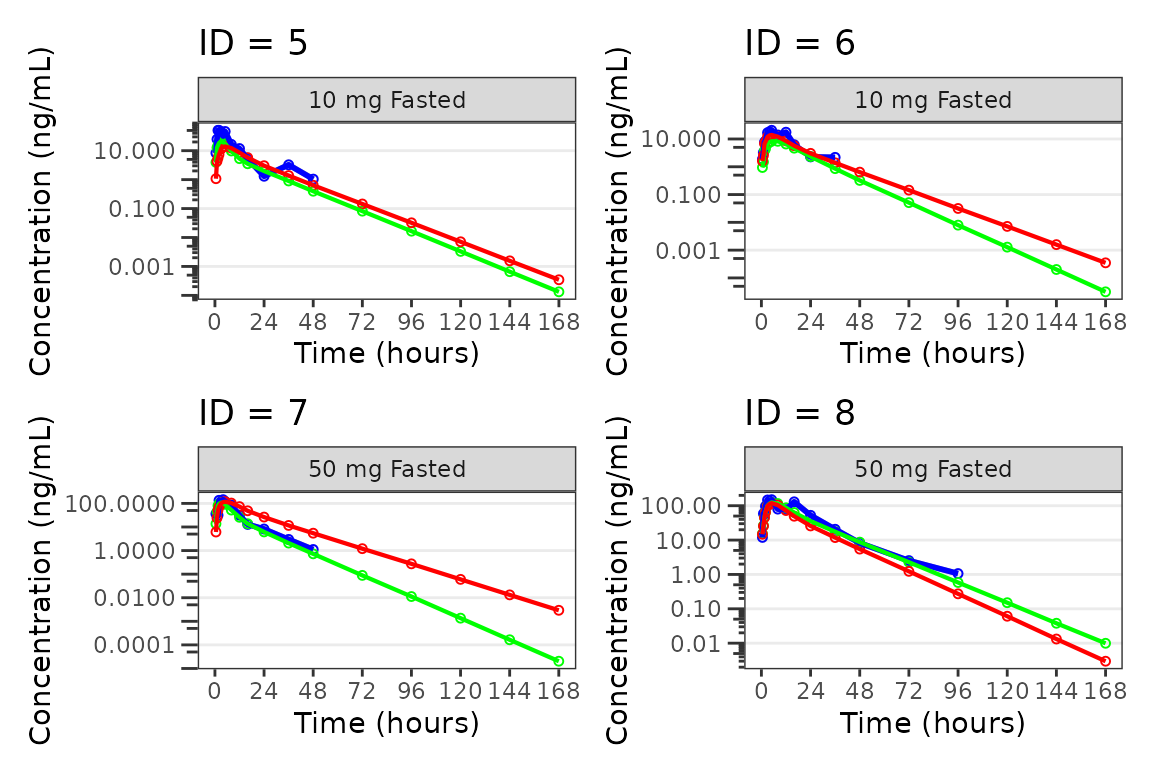 ID = 5
10 mg Fasted
Concentration (ng/mL)
10.000
0.100
0.001
0 24 48 72 96 120 144 168
Time (hours)
ID = 6
10 mg Fasted
Concentration (ng/mL)
10.000
0.100
0.001
0 24 48 72 96 120 144 168
Time (hours)
ID = 7
50 mg Fasted
Concentration (ng/mL)
100.0000
1.0000
0.0100
0.0001
0 24 48 72 96 120 144 168
Time (hours)
ID = 8
50 mg Fasted
Concentration (ng/mL)
100.00
10.00
1.00
0.10
0.01
0 24 48 72 96 120 144 168
Time (hours)